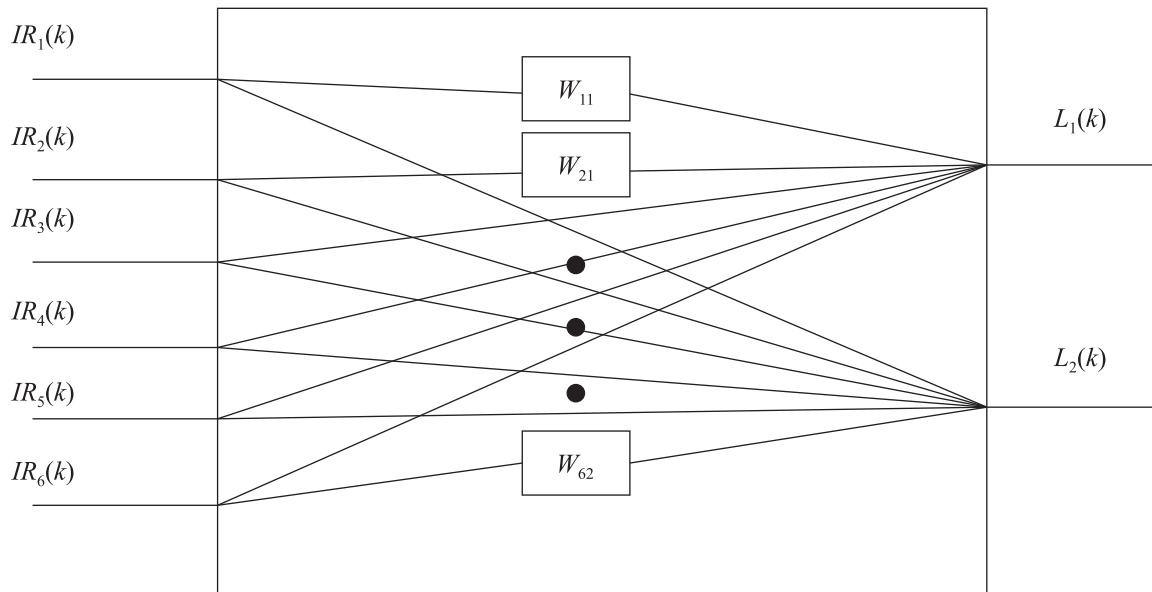 IR₁(k)
W₁₁
L₁(k)
IR₂(k)
W₂₁
IR₃(k)
IR₄(k)
L₂(k)
IR₅(k)
W₆₂
IR₆(k)